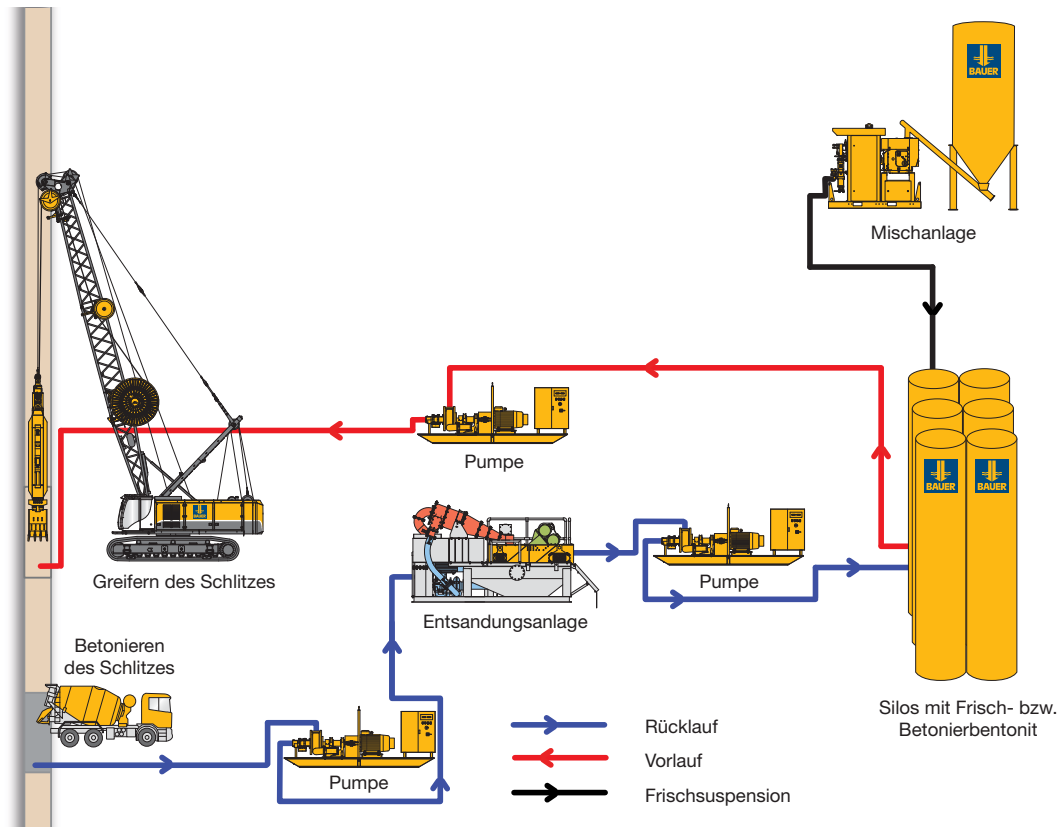 BAUER
Mischanlage
Pumpe
BAUER
BAUER
BAUER
Greifern des Schlitzes
Pumpe
Entsandungsanlage
Betonieren
des Schlitzes
Silos mit Frisch- bzw.
Betonierbentonit
Pumpe
Rücklauf
Vorlauf
Frischsuspension